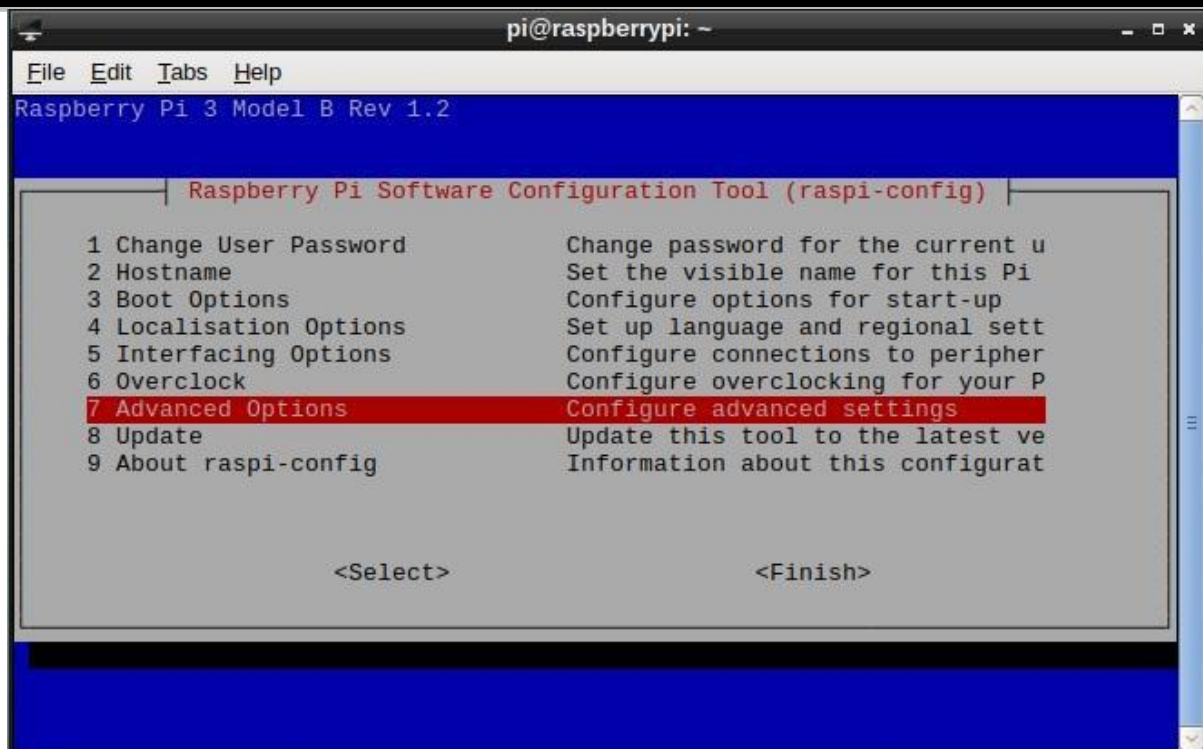 pi@raspberrypi: ~
File Edit Tabs Help
Raspberry Pi 3 Model B Rev 1.2
Raspberry Pi Software Configuration Tool (raspi-config)
1 Change User Password Change password for the current u
2 Hostname Set the visible name for this Pi
3 Boot Options Configure options for start-up
4 Localisation Options Set up language and regional sett
5 Interfacing Options Configure connections to peripher
6 Overclock Configure overclocking for your P
7 Advanced Options Configure advanced settings
8 Update Update this tool to the latest ve
9 About raspi-config Information about this configurat
<Select> <Finish>